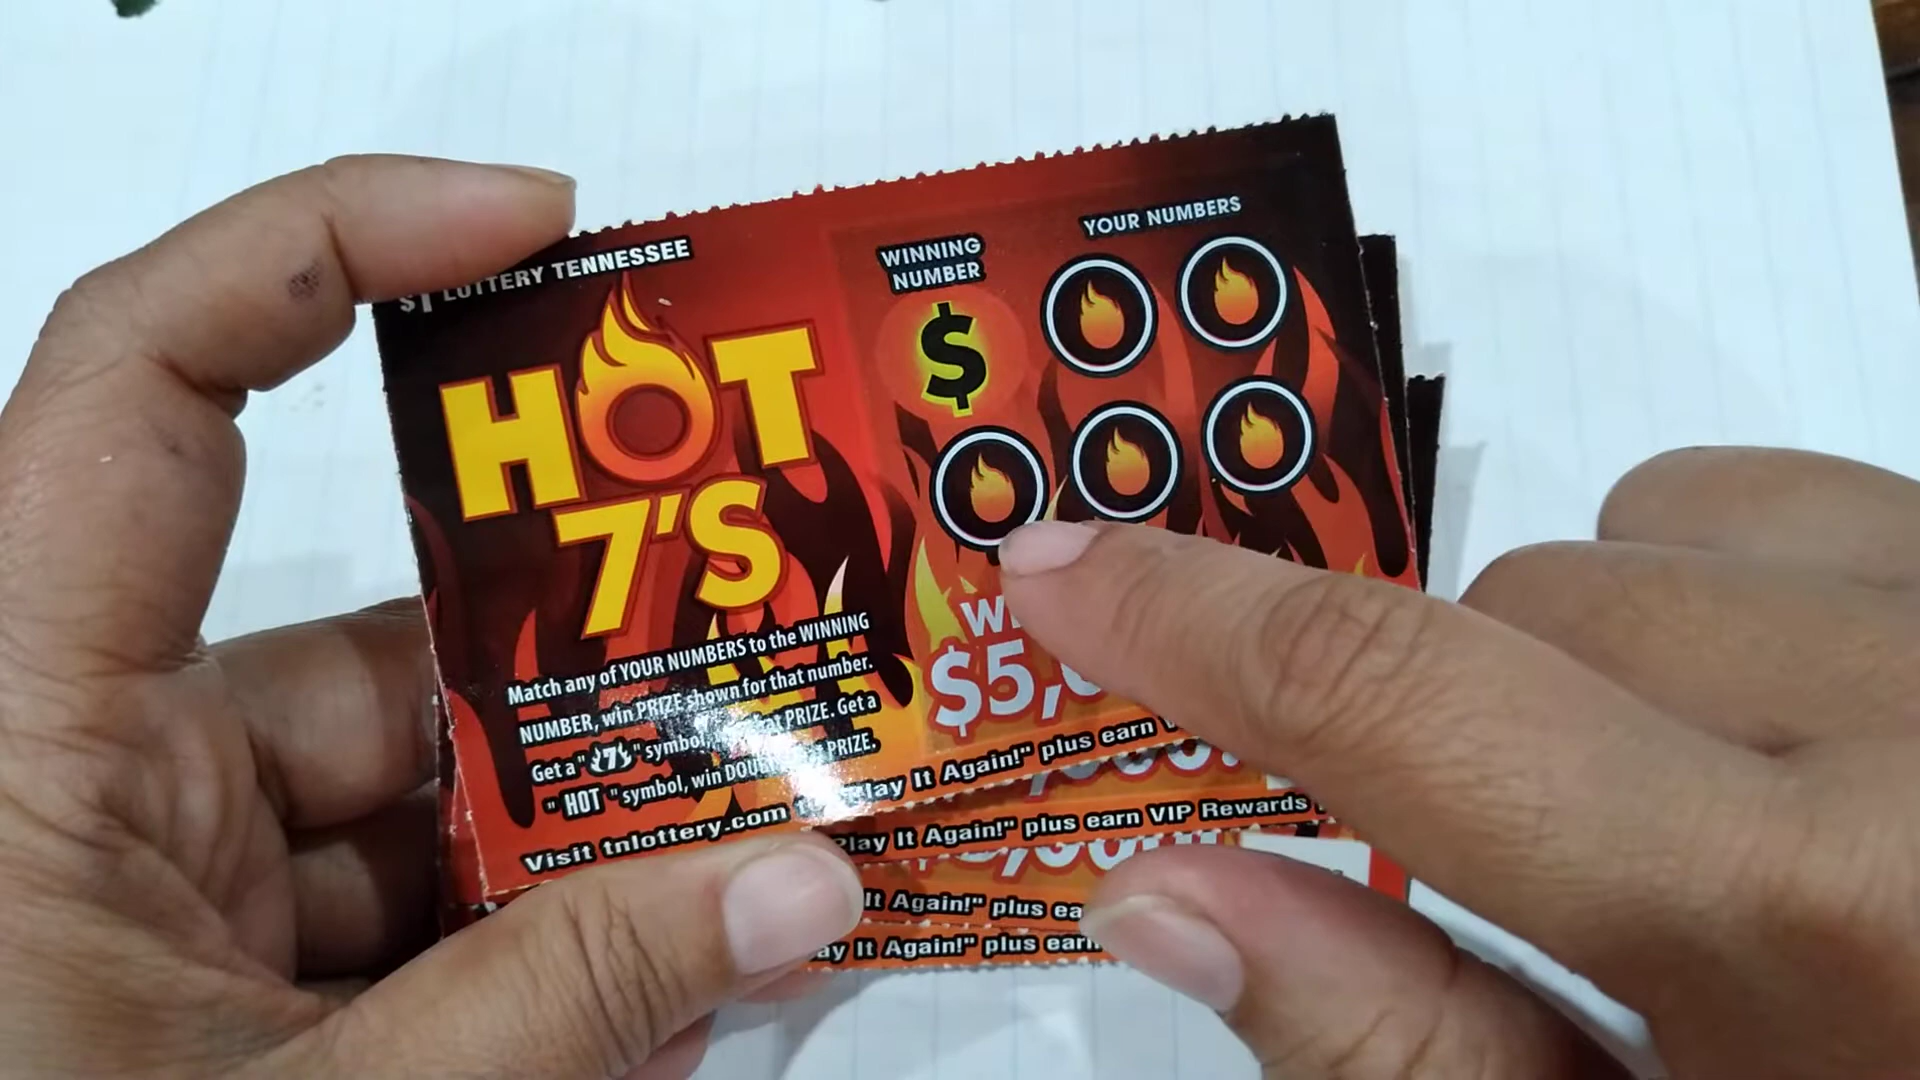 $1 LOTTERY TENNESSEE
HOT
7'S
Match any of YOUR NUMBERS to the WINNING
NUMBER, win PRIZE shown for that number.
Get a "7" symbol, PRIZE. Get a
"HOT" symbol, win PRIZE.
Visit tnlottery.com Play It Again!" plus earn
WINNING
NUMBER
$
YOUR NUMBERS
$5,
Play It Again!" plus earn VIP Rewards
It Again!" plus
It Again!" plus earn